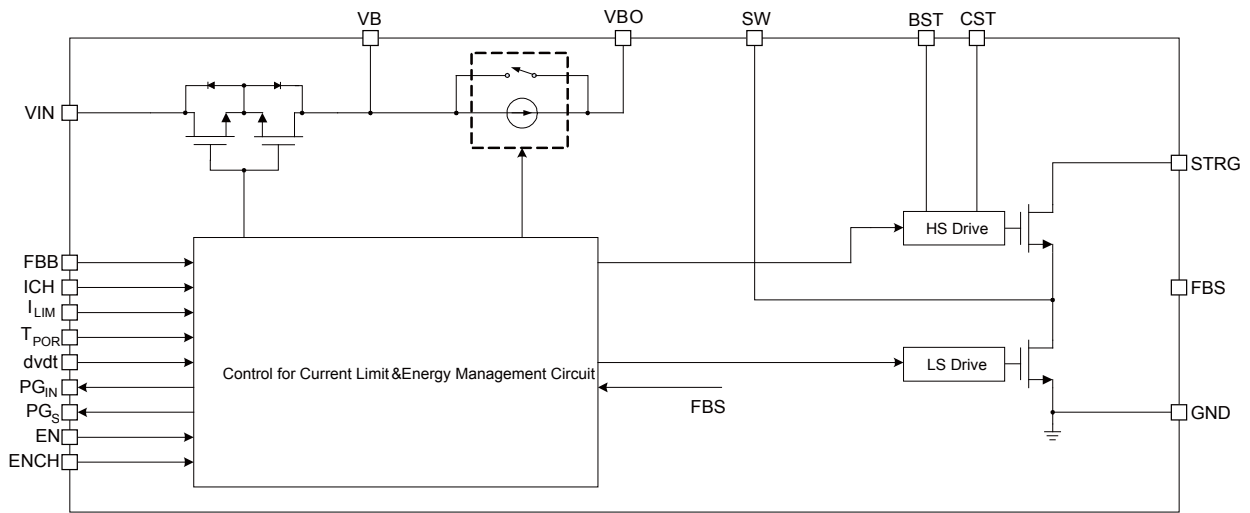 VB
VBO
SW
BST
CST
VIN
STRG
HS Drive
FBB
ICH
FBS
ILIM
TPOR
dvdt
Control for Current Limit&Energy Management Circuit
LS Drive
PGIN
FBS
PGS
GND
EN
ENCH